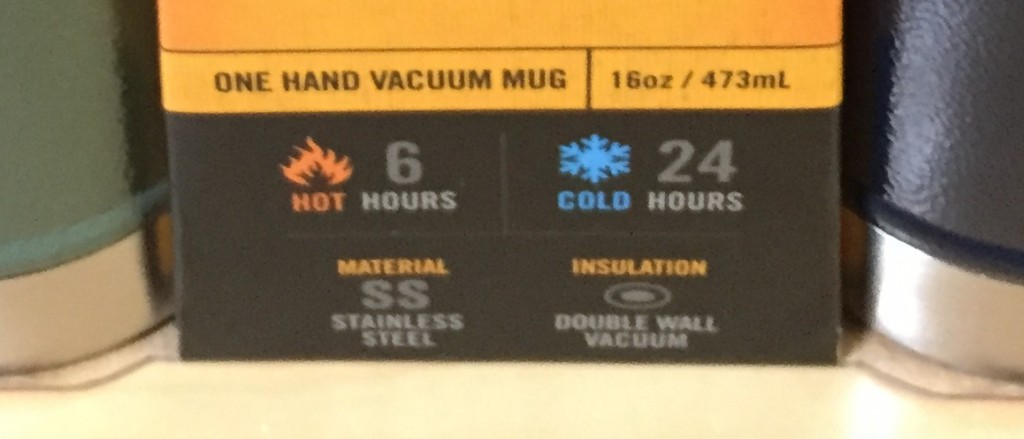 ONE HAND VACUUM MUG 16oz / 473mL
6 24
HOT HOURS COLD HOURS
MATERIAL INSULATION
SS
STAINLESS DOUBLE WALL
STEEL VACUUM